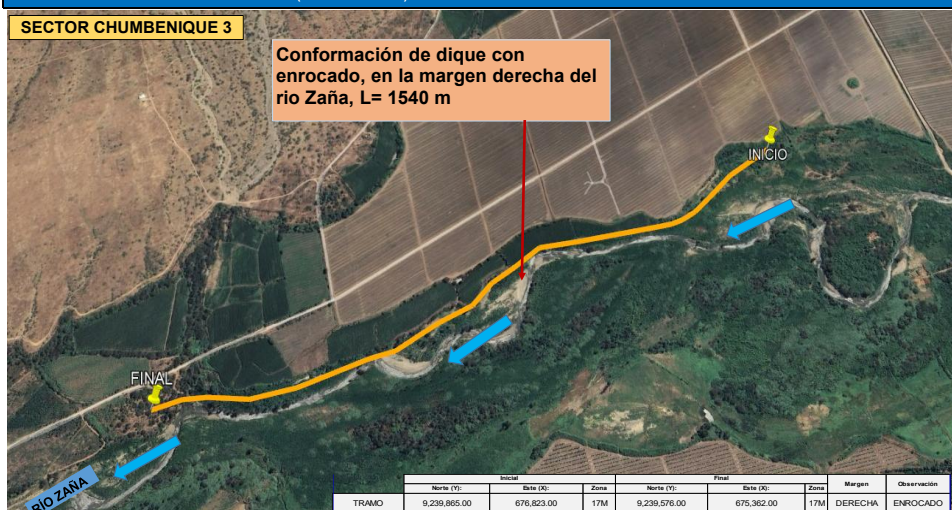 SECTOR CHUMBENIQUE 3
Conformación de dique con
enrocado, en la margen derecha del
rio Zaña, L= 1540 m
INICIO
FINAL
RÍO ZAÑA
Inicial Final Margen Observación
Norte (Y): Este (X): Zona Norte (Y): Este (X): Zona
TRAMO 9,239,865.00 676,823.00 17M 9,239,576.00 675,362.00 17M DERECHA ENROCADO